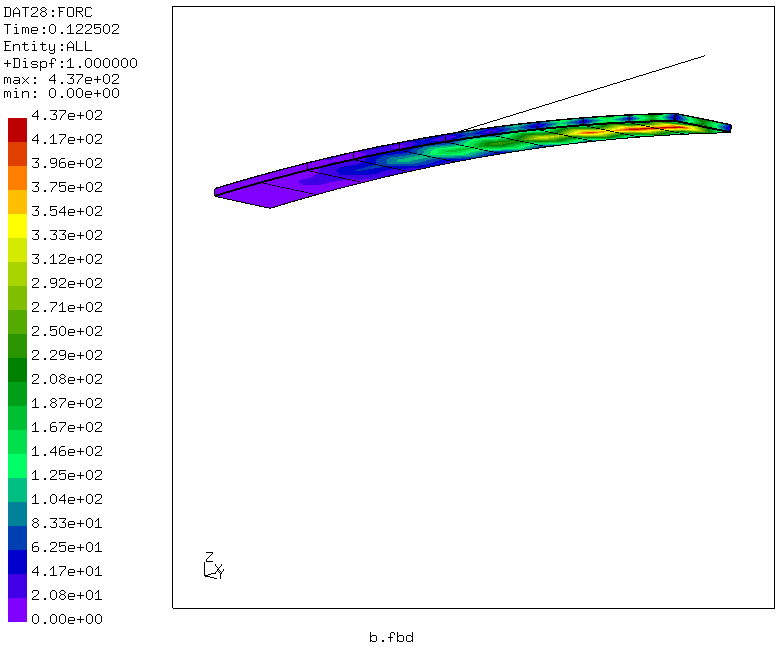 DAT28:FORC
Time:0.122502
Entity:ALL
+Dispf:1.000000
max: 4.37e+02
min: 0.00e+00
4.37e+02
4.17e+02
3.96e+02
3.75e+02
3.54e+02
3.33e+02
3.12e+02
2.92e+02
2.71e+02
2.50e+02
2.29e+02
2.08e+02
1.87e+02
1.67e+02
1.46e+02
1.25e+02
1.04e+02
8.33e+01
6.25e+01
4.17e+01
2.08e+01
0.00e+00
Z
X
Y
b.fbd